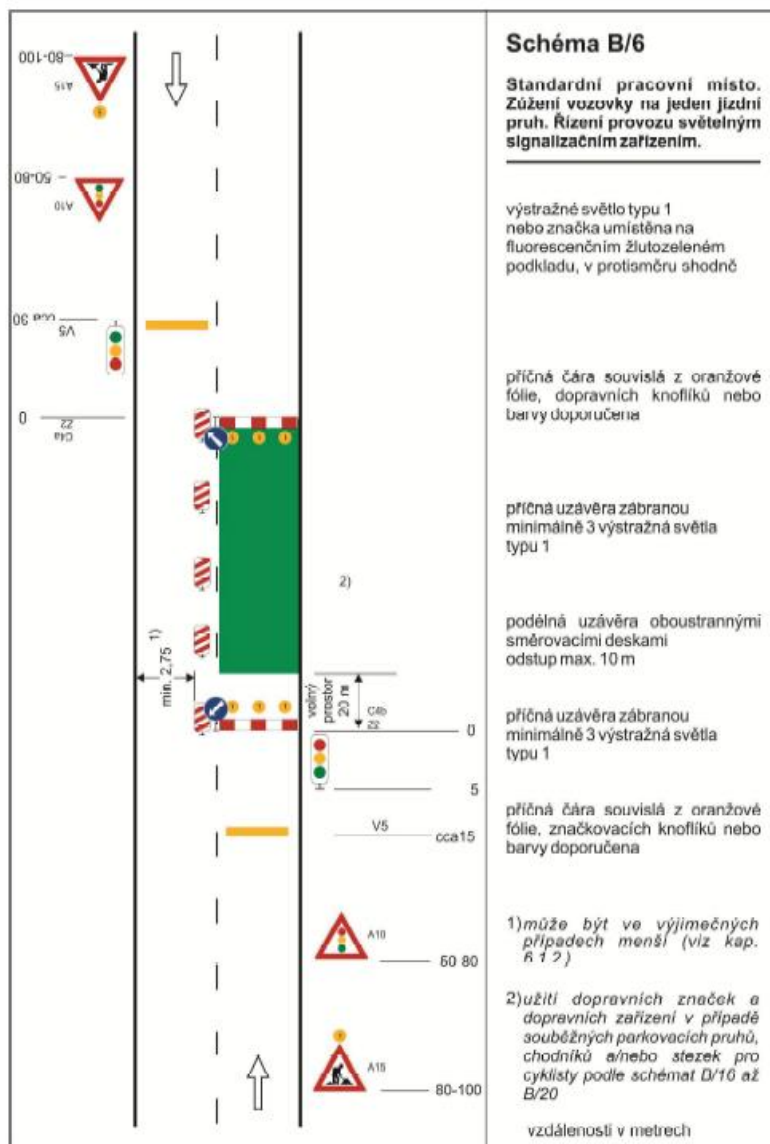 Schéma B/6
Standardní pracovní místo.
Zúžení vozovky na jeden jízdní
pruh. Řízení provozu světelným
signalizačním zařízením.
80-100
A15
50-80
A10
výstražné světlo typu 1
nebo značka umístěna na
fluorescenčním žlutozeleném
podkladu, v protisměru shodně
cca 30
V5
příčná čára souvislá z oranžové
fólie, dopravních knoflíků nebo
barvy doporučena
0
Z2
C4a
1 1 1
příčná uzávěra zábranou
minimálně 3 výstražná světla
typu 1
2)
podélná uzávěra oboustrannými
směrovacími deskami
odstup max. 10 m
min. 2,75 1)
volný
prostor
20 m
C4b
Z2
1 1 1
0
příčná uzávěra zábranou
minimálně 3 výstražná světla
typu 1
5
V5
cca15
příčná čára souvislá z oranžové
fólie, značkovacích knoflíků nebo
barvy doporučena
A10
50 80
1) může být ve výjimečných
případech menší (viz kap.
6.1.2.)
A15
80-100
2) užití dopravních značek a
dopravních zařízení v případě
souběžných parkovacích pruhů,
chodníků a/nebo stezek pro
cyklisty podle schémat B/16 až
B/20
vzdálenosti v metrech